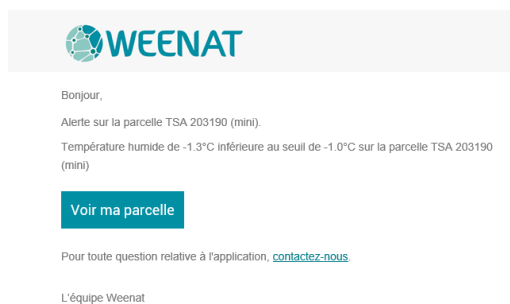 WEENAT
Bonjour,
Alerte sur la parcelle TSA 203190 (mini).
Température humide de -1.3°C inférieure au seuil de -1.0°C sur la parcelle TSA 203190
(mini)
Voir ma parcelle
Pour toute question relative à l'application, contactez-nous.
L'équipe Weenat